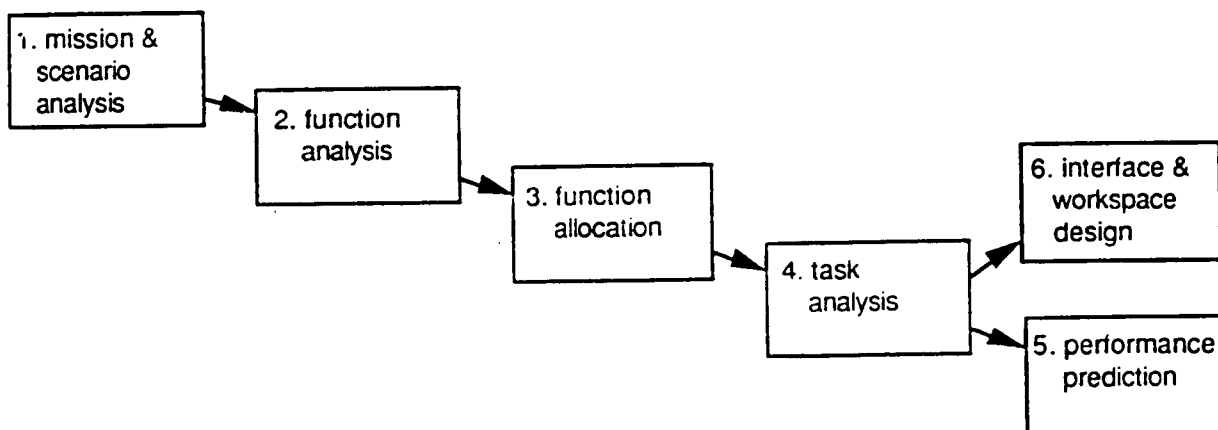 1. mission &
scenario
analysis
2. function
analysis
3. function
allocation
4. task
analysis
6. interface &
workspace
design
5. performance
prediction